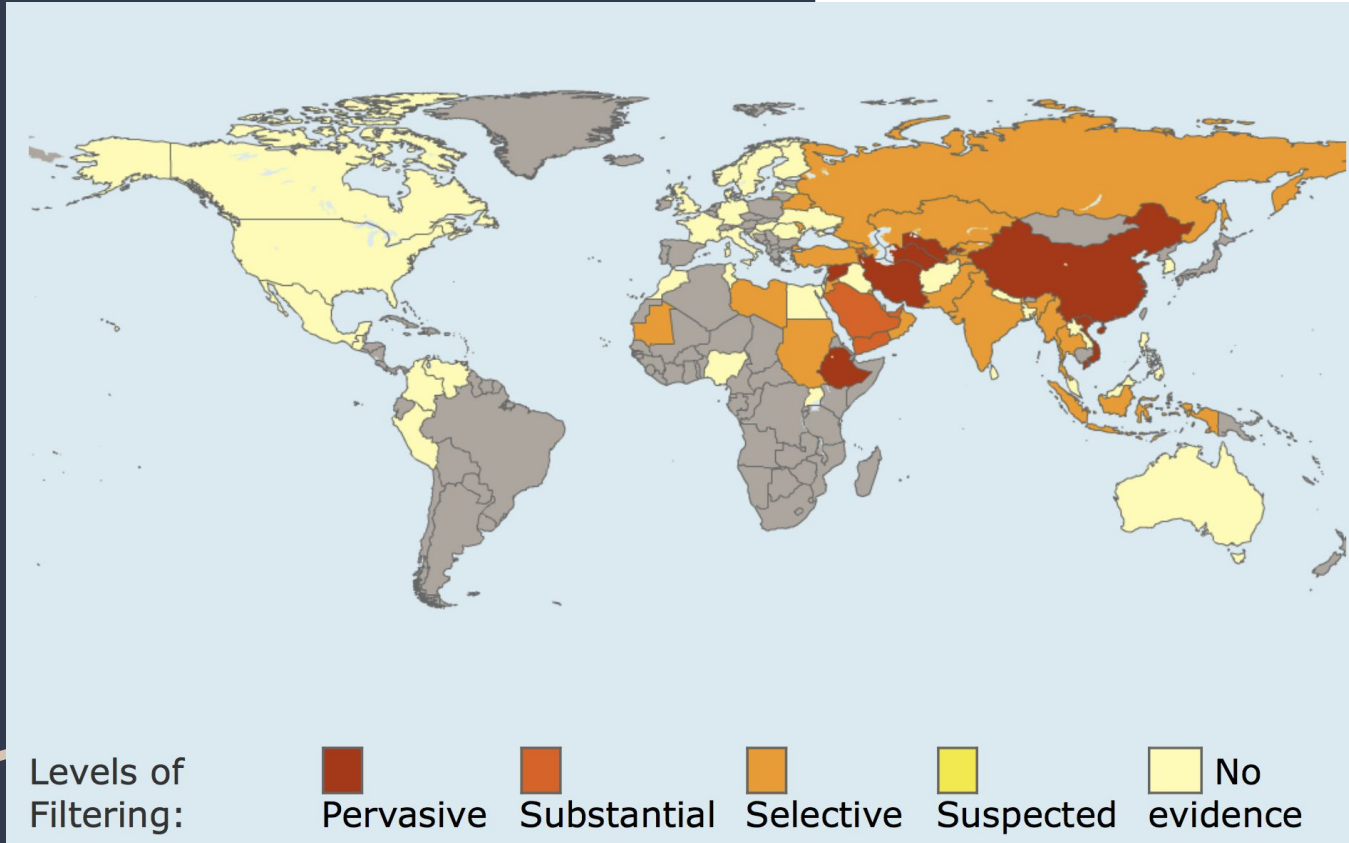 Levels of
Filtering:
Pervasive
Substantial
Selective
Suspected
No
evidence